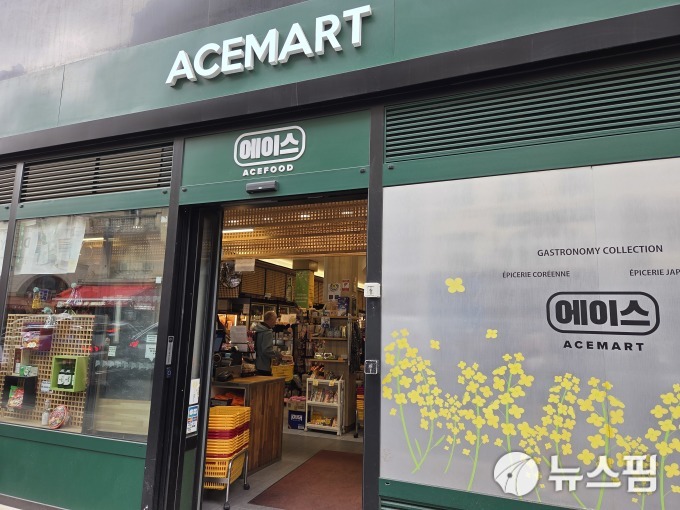 ACEMART
에이스
ACEFOOD
GASTRONOMY COLLECTION
ÉPICERIE CORÉENNE ÉPICERIE JAP
에이스
ACEMART
뉴스핌